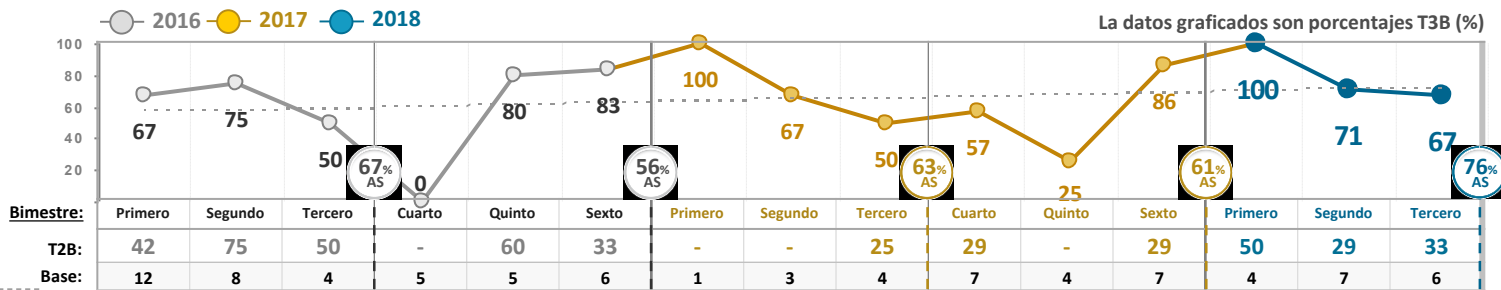 2016 2017 2018
La datos graficados son porcentajes T3B (%)
100
80
60
40
20
67 75 50 0 80 83 100 67 50 57 25 86 100 71 67
67% AS 56% AS 63% AS 61% AS 76% AS
Bimestre: Primero Segundo Tercero Cuarto Quinto Sexto Primero Segundo Tercero Cuarto Quinto Sexto Primero Segundo Tercero
T2B: 42 75 50 - 60 33 - - 25 29 - 29 50 29 33
Base: 12 8 4 5 5 6 1 3 4 7 4 7 4 7 6